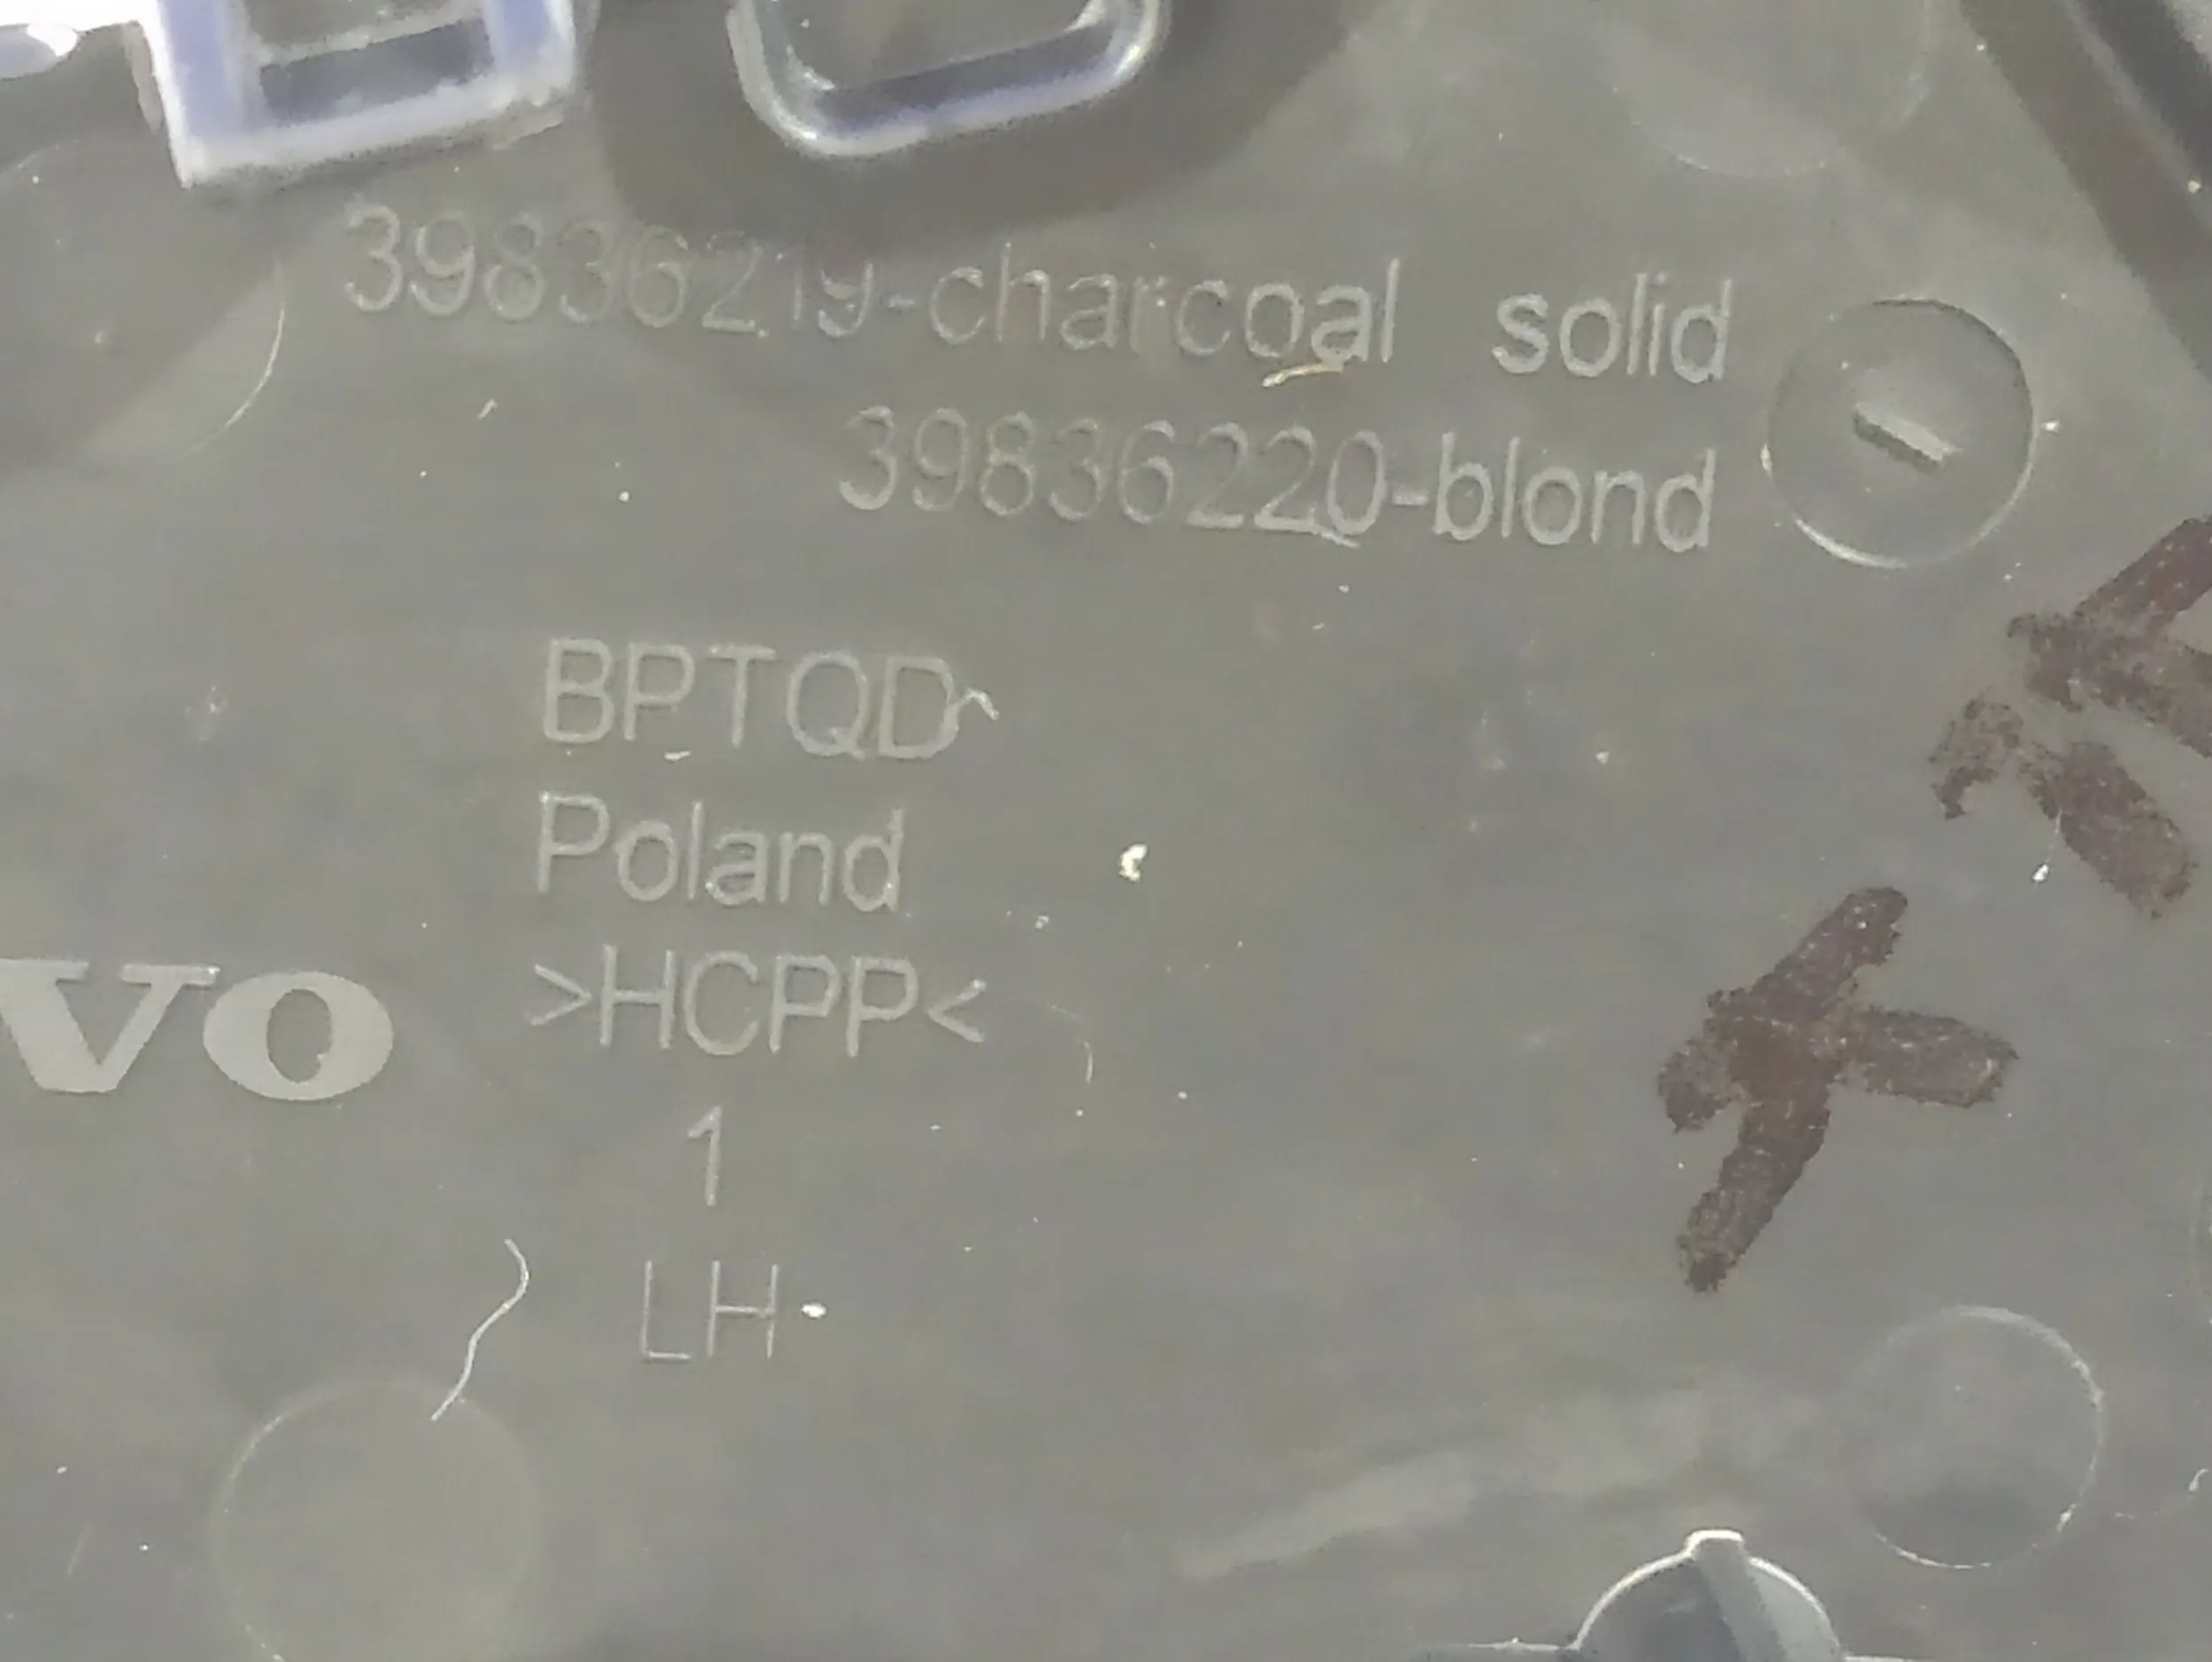 39836219-charcoal solid
39836220-blond
BPTQD
Poland
>HCPP<
VO
1
LH